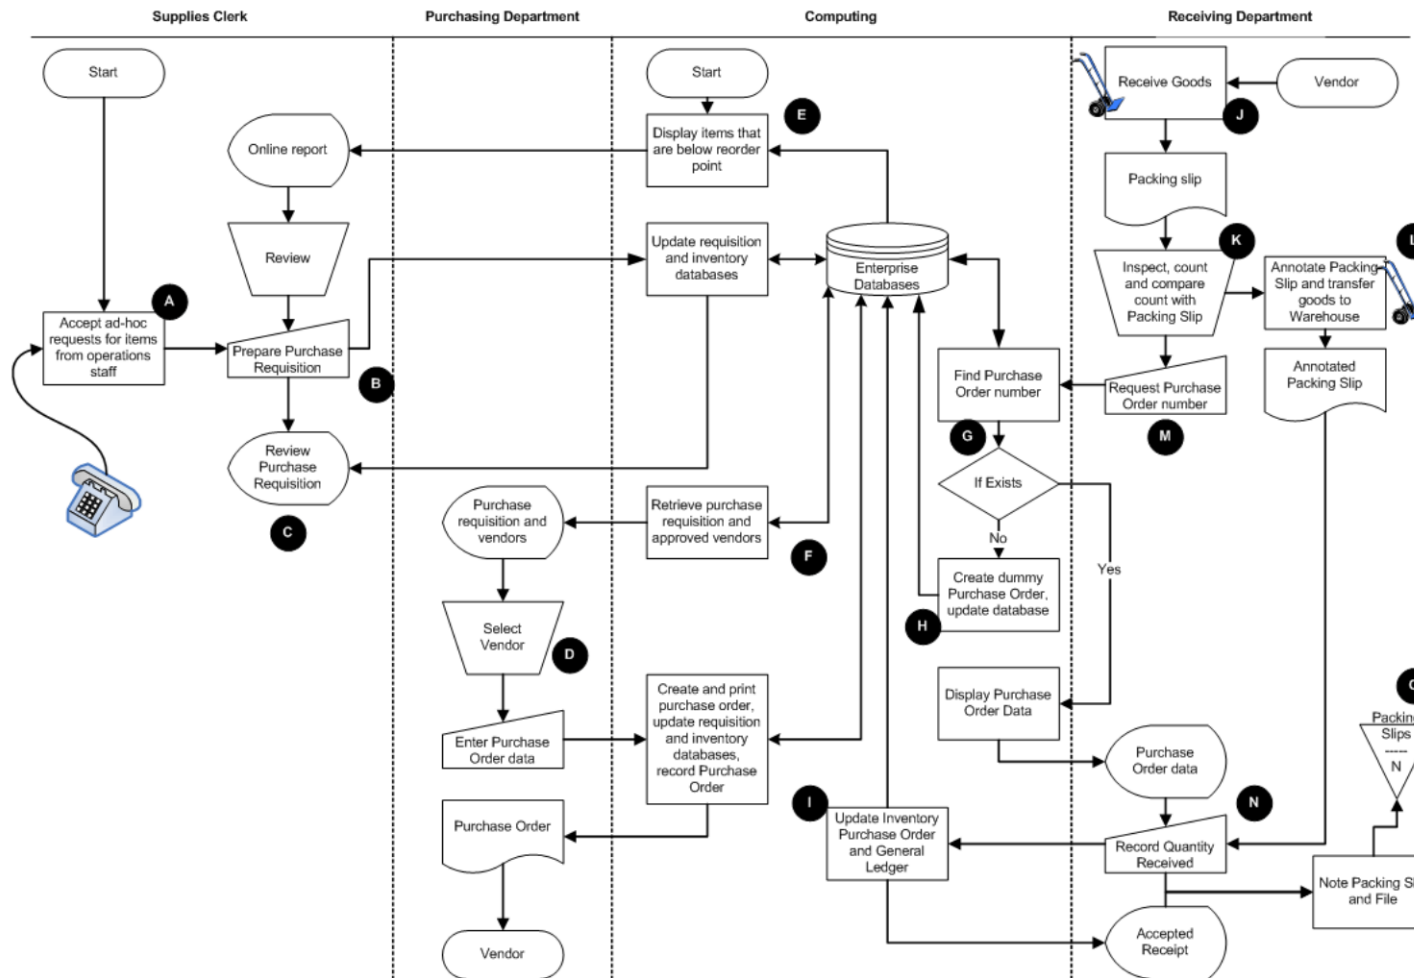 Supplies Clerk
Purchasing Department
Computing
Receiving Department
Start
Start
Receive Goods
Vendor
J
E
Display items that
are below reorder
point
Online report
Packing slip
Review
Update requisition
and inventory
databases
Enterprise
Databases
K
Inspect, count
and compare
count with
Packing Slip
L
Annotate Packing
Slip and transfer
goods to
Warehouse
A
Accept ad-hoc
requests for items
from operations
staff
Prepare Purchase
Requisition
B
Find Purchase
Order number
Request Purchase
Order number
M
Annotated
Packing Slip
G
Review
Purchase
Requisition
C
If Exists
No
Yes
Purchase
requisition and
vendors
Retrieve purchase
requisition and
approved vendors
F
Create dummy
Purchase Order,
update database
H
Select
Vendor
D
Create and print
purchase order,
update requisition
and inventory
databases,
record Purchase
Order
Display Purchase
Order Data
Enter Purchase
Order data
Purchase
Order data
Packing
Slips
-----
N
Purchase Order
I
Update Inventory
Purchase Order
and General
Ledger
N
Record Quantity
Received
Note Packing
and File
Accepted
Receipt
Vendor